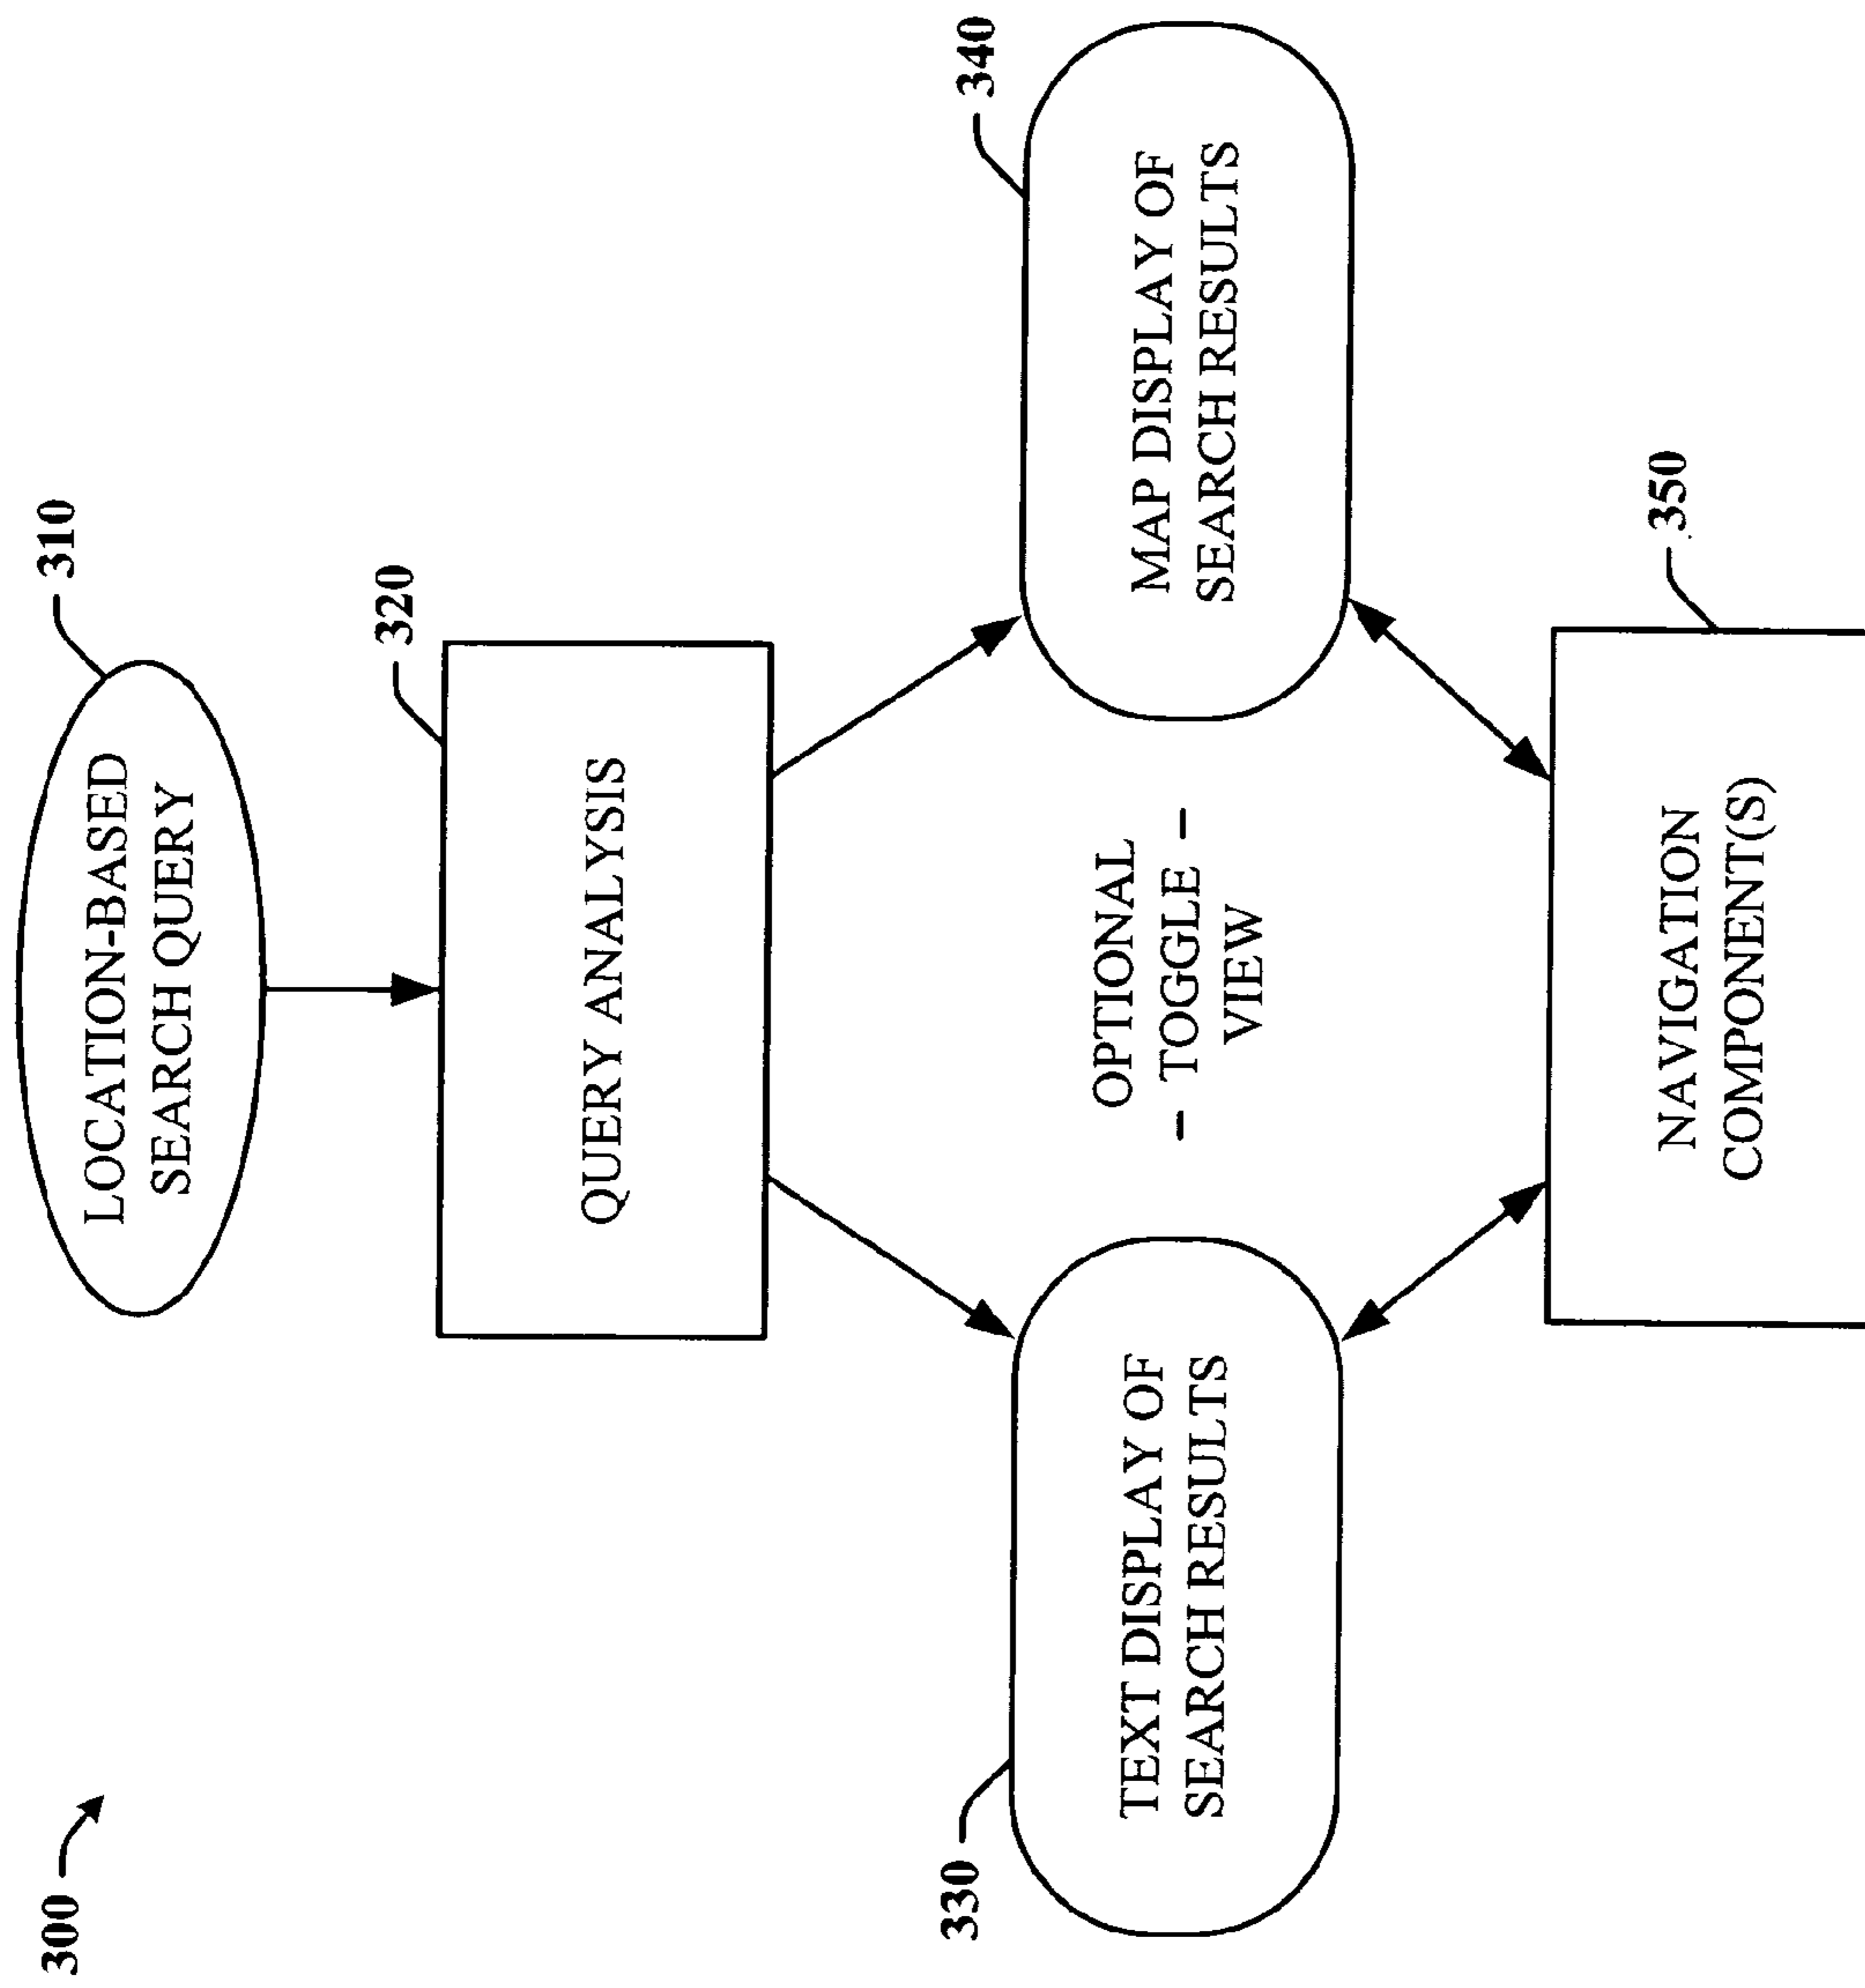 300
310
LOCATION-BASED
SEARCH QUERY
320
QUERY ANALYSIS
330
TEXT DISPLAY OF
SEARCH RESULTS
OPTIONAL
– TOGGLE –
VIEW
340
MAP DISPLAY OF
SEARCH RESULTS
350
NAVIGATION
COMPONENT(S)